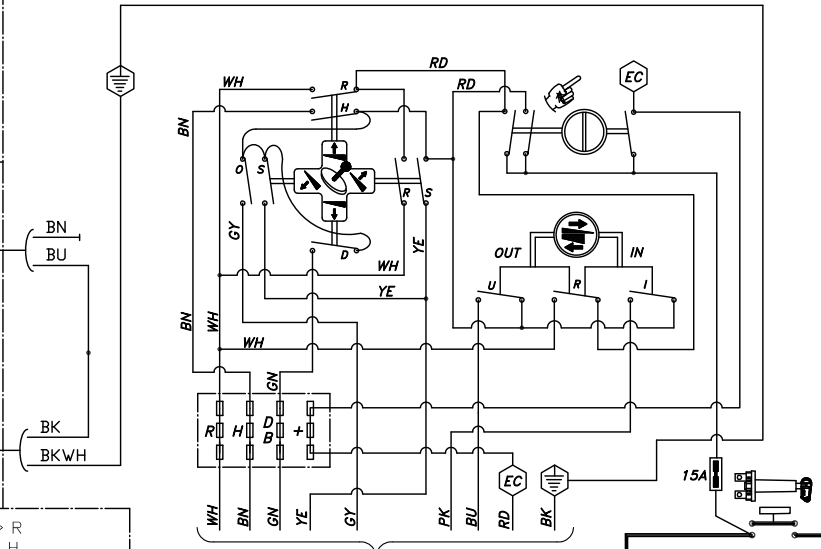 RD
WH
R
RD
EC
H
BN
O
S
R
S
GY
YE
BN
D
OUT
IN
WH
BU
U
R
I
YE
BN
WH
WH
GN
BK
R
H
D
B
+
BKWH
15A
EC
WH
BN
GN
YE
GY
PK
BU
RD
BK
R
H